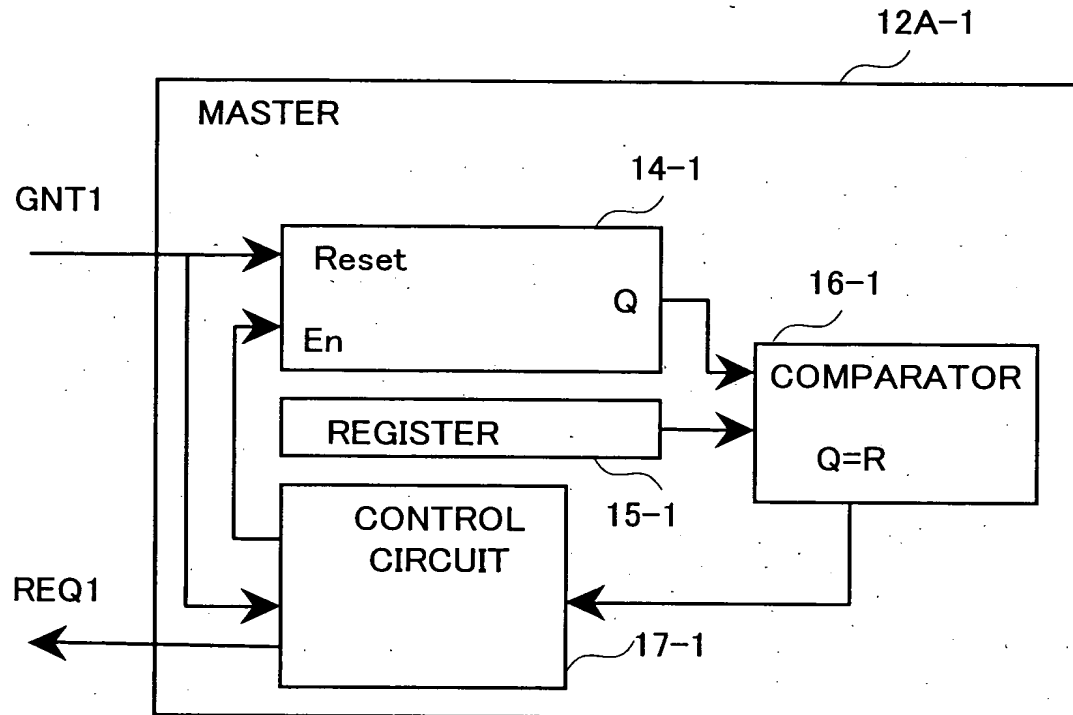 12A-1
MASTER
14-1
GNT1
Reset
Q
16-1
En
COMPARATOR
REGISTER
Q=R
15-1
CONTROL
CIRCUIT
REQ1
17-1